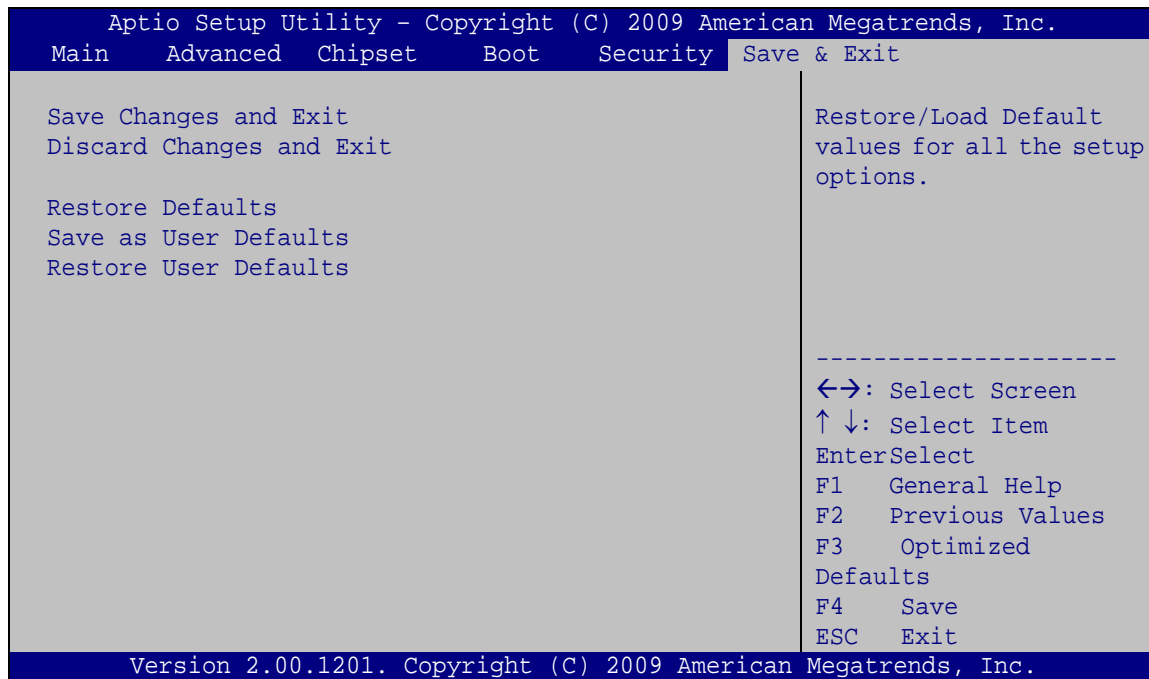 Aptio Setup Utility – Copyright (C) 2009 American Megatrends, Inc.
Main Advanced Chipset Boot Security Save & Exit
Save Changes and Exit
Discard Changes and Exit
Restore Defaults
Save as User Defaults
Restore User Defaults
Restore/Load Default
values for all the setup
options.
---------------------
←→: Select Screen
↑ ↓: Select Item
EnterSelect
F1 General Help
F2 Previous Values
F3 Optimized
Defaults
F4 Save
ESC Exit
Version 2.00.1201. Copyright (C) 2009 American Megatrends, Inc.